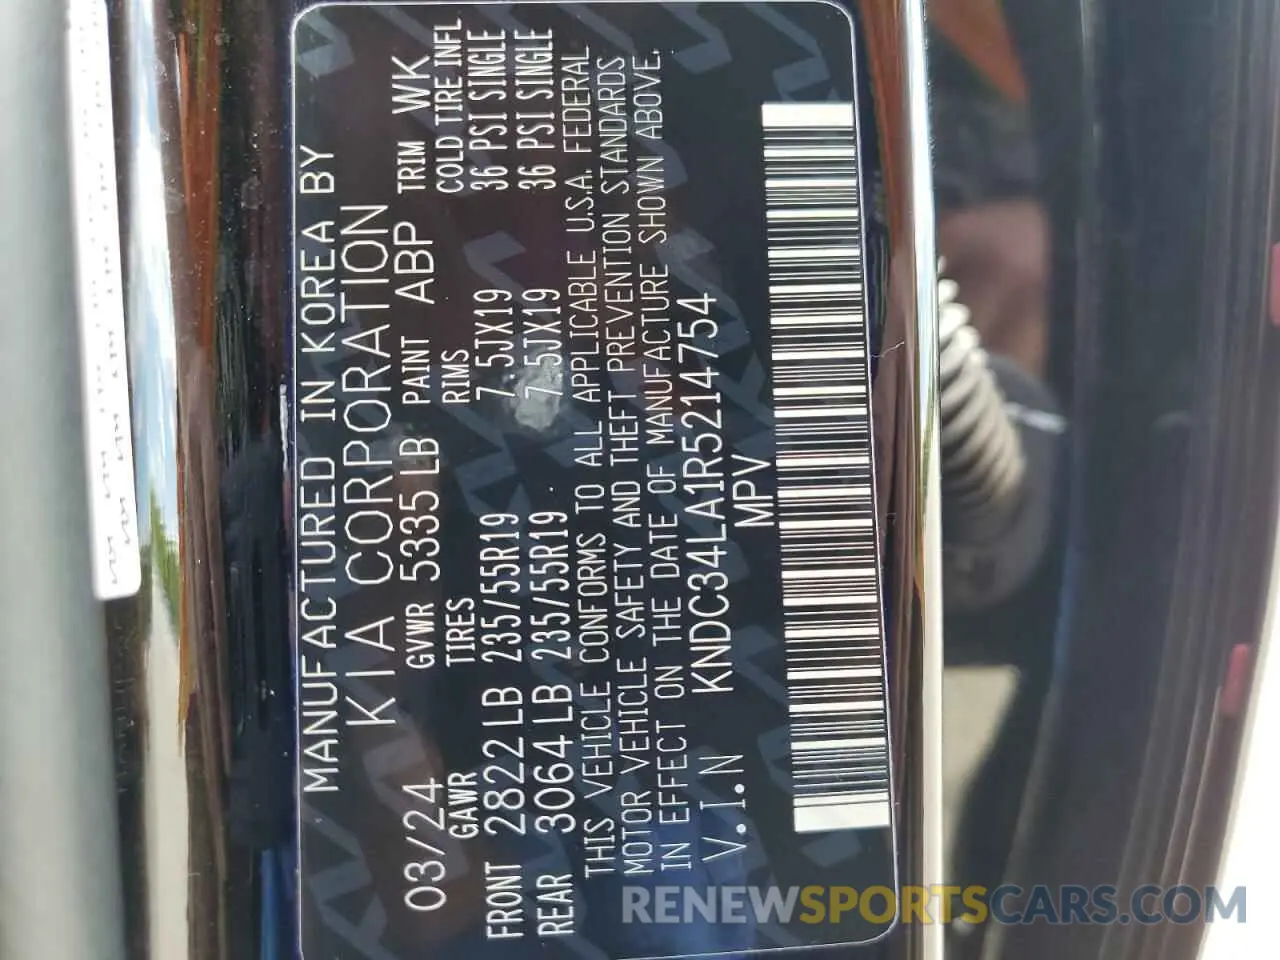 MANUFACTURED IN KOREA BY
KIA CORPORATION
03/24 GVWR 5335 LB PAINT ABP TRIM WK
GAWR TIRES RIMS COLD TIRE INFL
FRONT 2822 LB 235/55R19 7.5JX19 36 PSI SINGLE
REAR 3064 LB 235/55R19 7.5JX19 36 PSI SINGLE
THIS VEHICLE CONFORMS TO ALL APPLICABLE U.S.A. FEDERAL
MOTOR VEHICLE SAFETY AND THEFT PREVENTION STANDARDS
IN EFFECT ON THE DATE OF MANUFACTURE SHOWN ABOVE.
V.I.N KNDC34LA1R5214754
MPV
RENEWSPORTSCARS.COM